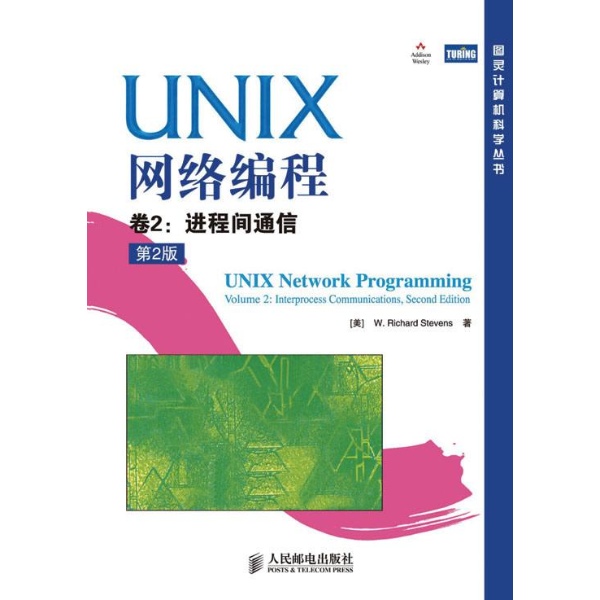 Addison
Wesley
TURING
图灵计算机科学丛书
UNIX
网络编程
卷2：进程间通信
第2版
UNIX Network Programming
Volume 2: Interprocess Communications, Second Edition
[美] W. Richard Stevens 著
人民邮电出版社
POSTS & TELECOM PRESS